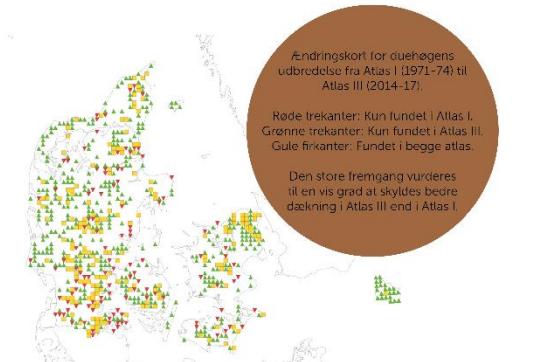 Ændringskort for duehøgens
udbredelse fra Atlas I (1971-74) til
Atlas III (2014-17).
Røde trekanter: Kun fundet i Atlas I.
Grønne trekanter: Kun fundet i Atlas III.
Gule firkanter: Fundet i begge atlas.
Den store fremgang vurderes
til en vis grad at skyldes bedre
dækning i Atlas III end i Atlas I.